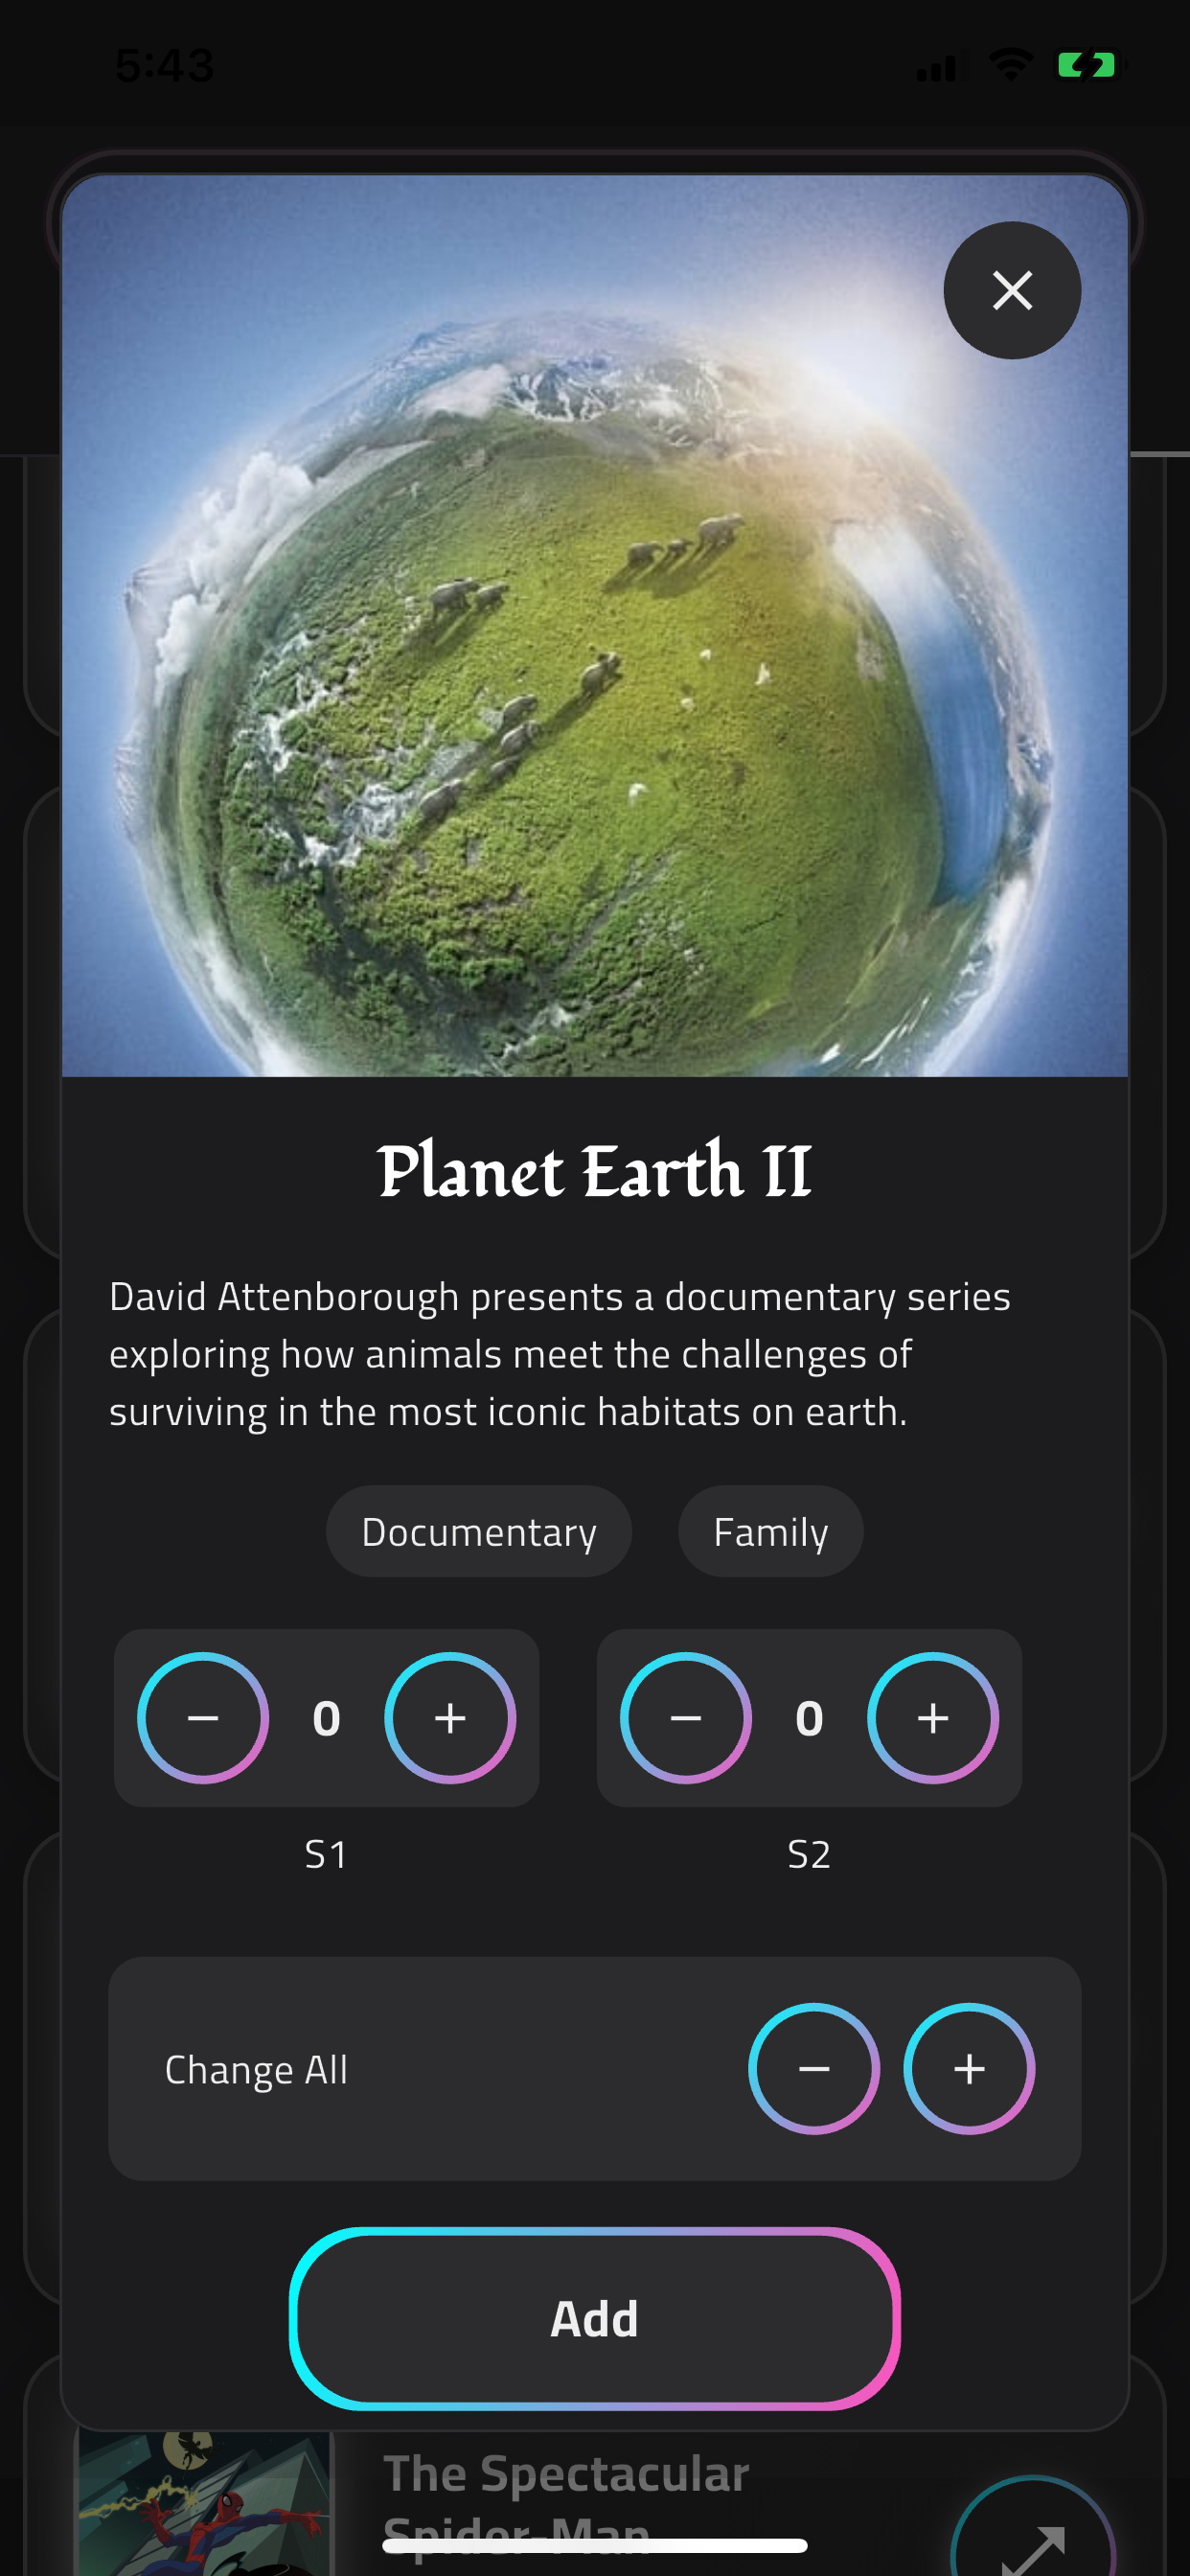 5:43
Planet Earth II
David Attenborough presents a documentary series
exploring how animals meet the challenges of
surviving in the most iconic habitats on earth.
Documentary Family
0 0
S1 S2
Change All
Add
The Spectacular
Spider-Man